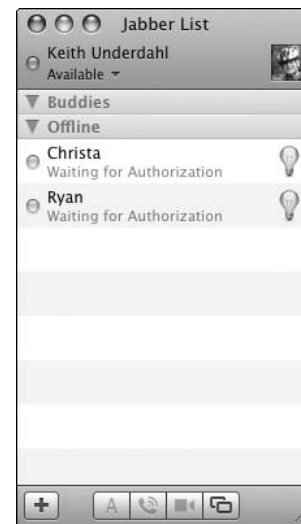 Jabber List
Keith Underdahl
Available
Buddies
Offline
Christa
Waiting for Authorization
Ryan
Waiting for Authorization
A